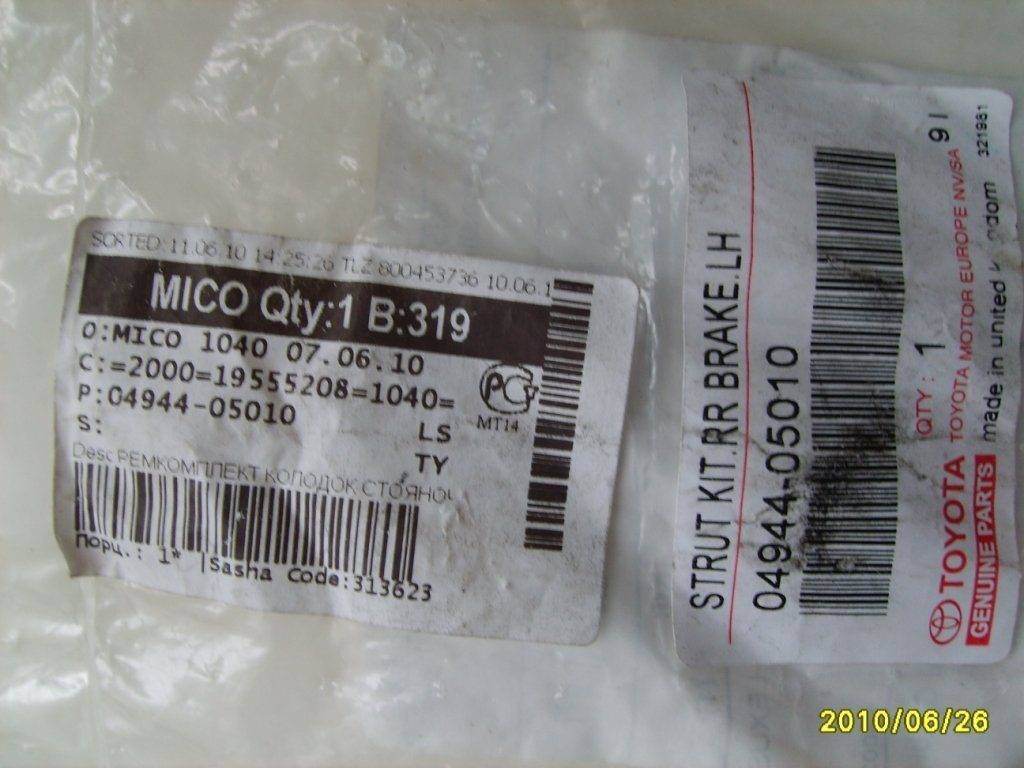 SORTED:11.06.10 14:25:26 TLZ 800453736 10.06.1
MICO Qty:1 B:319
O:MICO 1040 07.06.10
C:=2000=19555208=1040=
P:04944-05010
S:
LS
TY
РСТ
МТ14
Desc РЕМКОМПЛЕКТ КОЛОДОК СТОЯНО
Порц.: 1* |Sasha Code:313623
STRUT KIT.RR BRAKE.LH
04944-05010
QTY : 1
9 I
TOYOTA TOYOTA MOTOR EUROPE NV/SA
GENUINE PARTS made in united
321981
2010/06/26